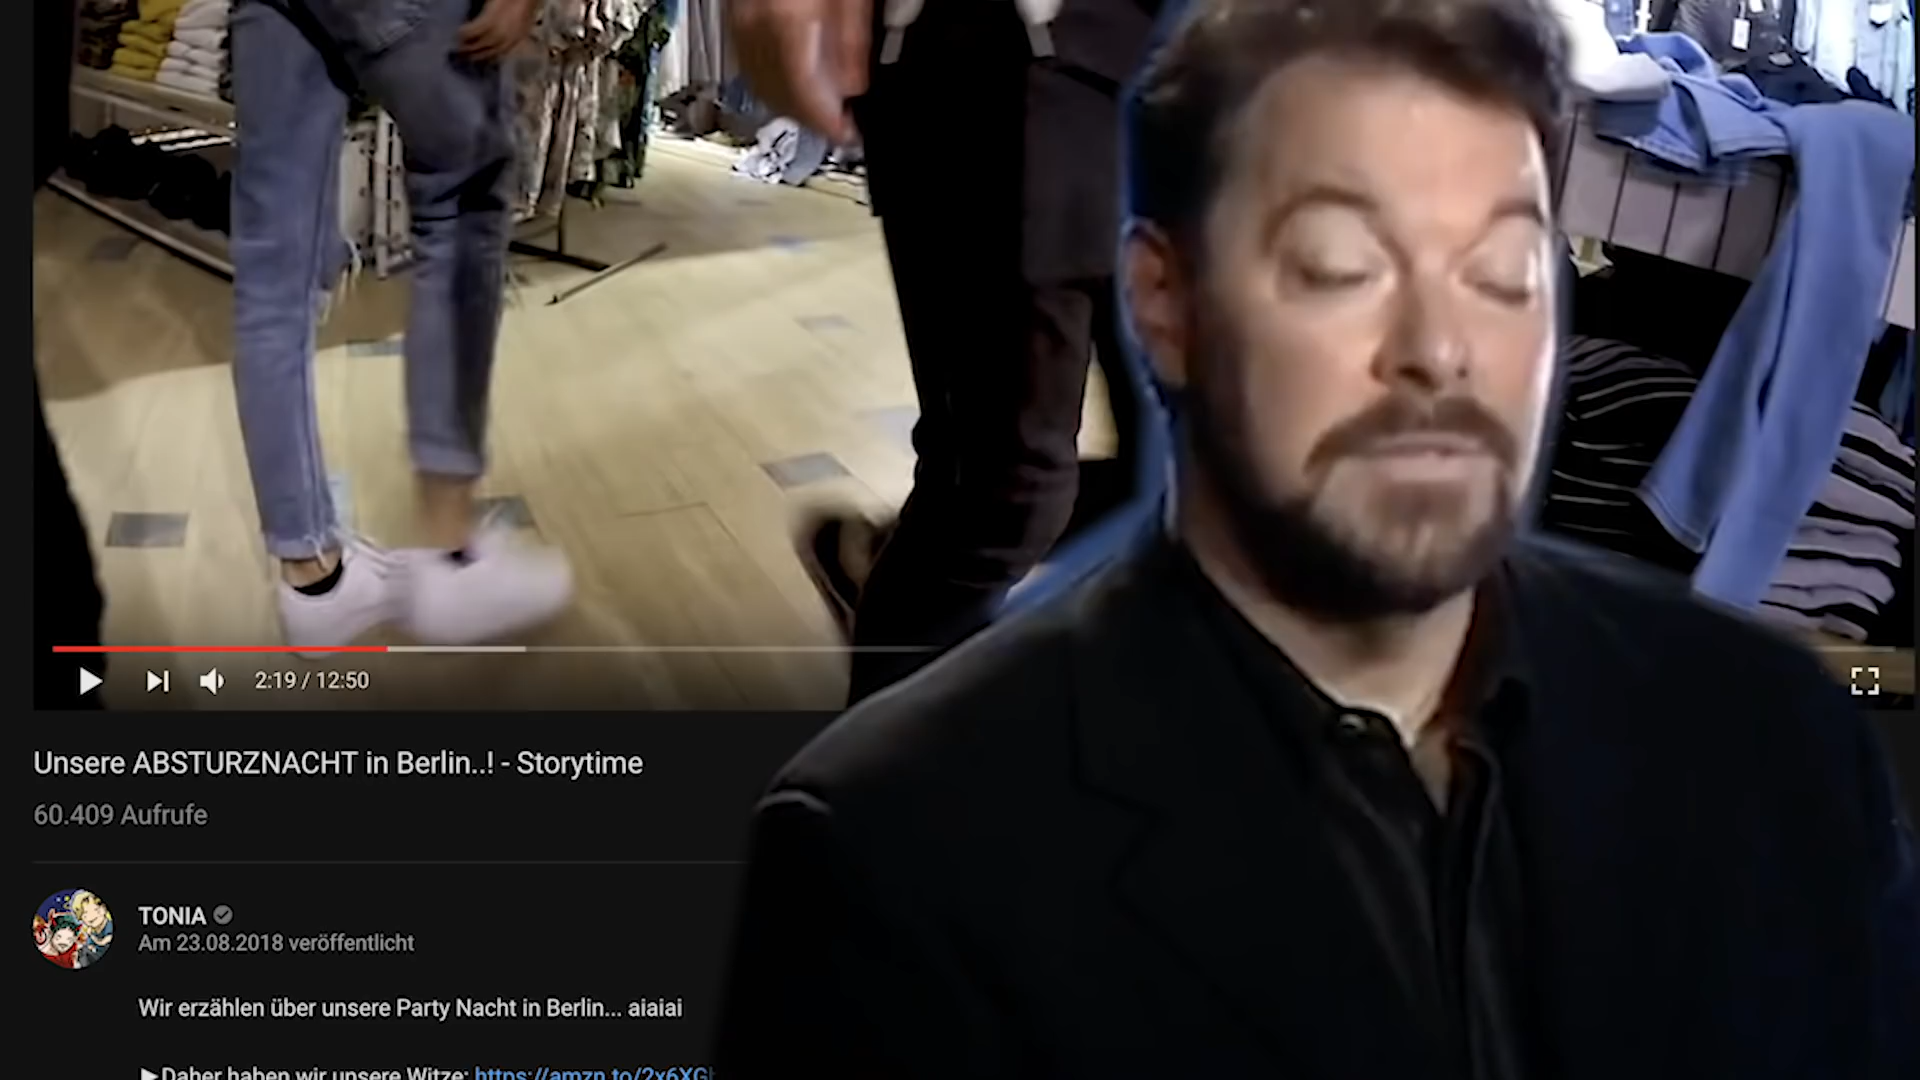 2:19 / 12:50
Unsere ABSTURZNACHT in Berlin..! - Storytime
60.409 Aufrufe
TONIA
Am 23.08.2018 veröffentlicht
Wir erzählen über unsere Party Nacht in Berlin... aiaiai
►Daher haben wir unsere Witze: